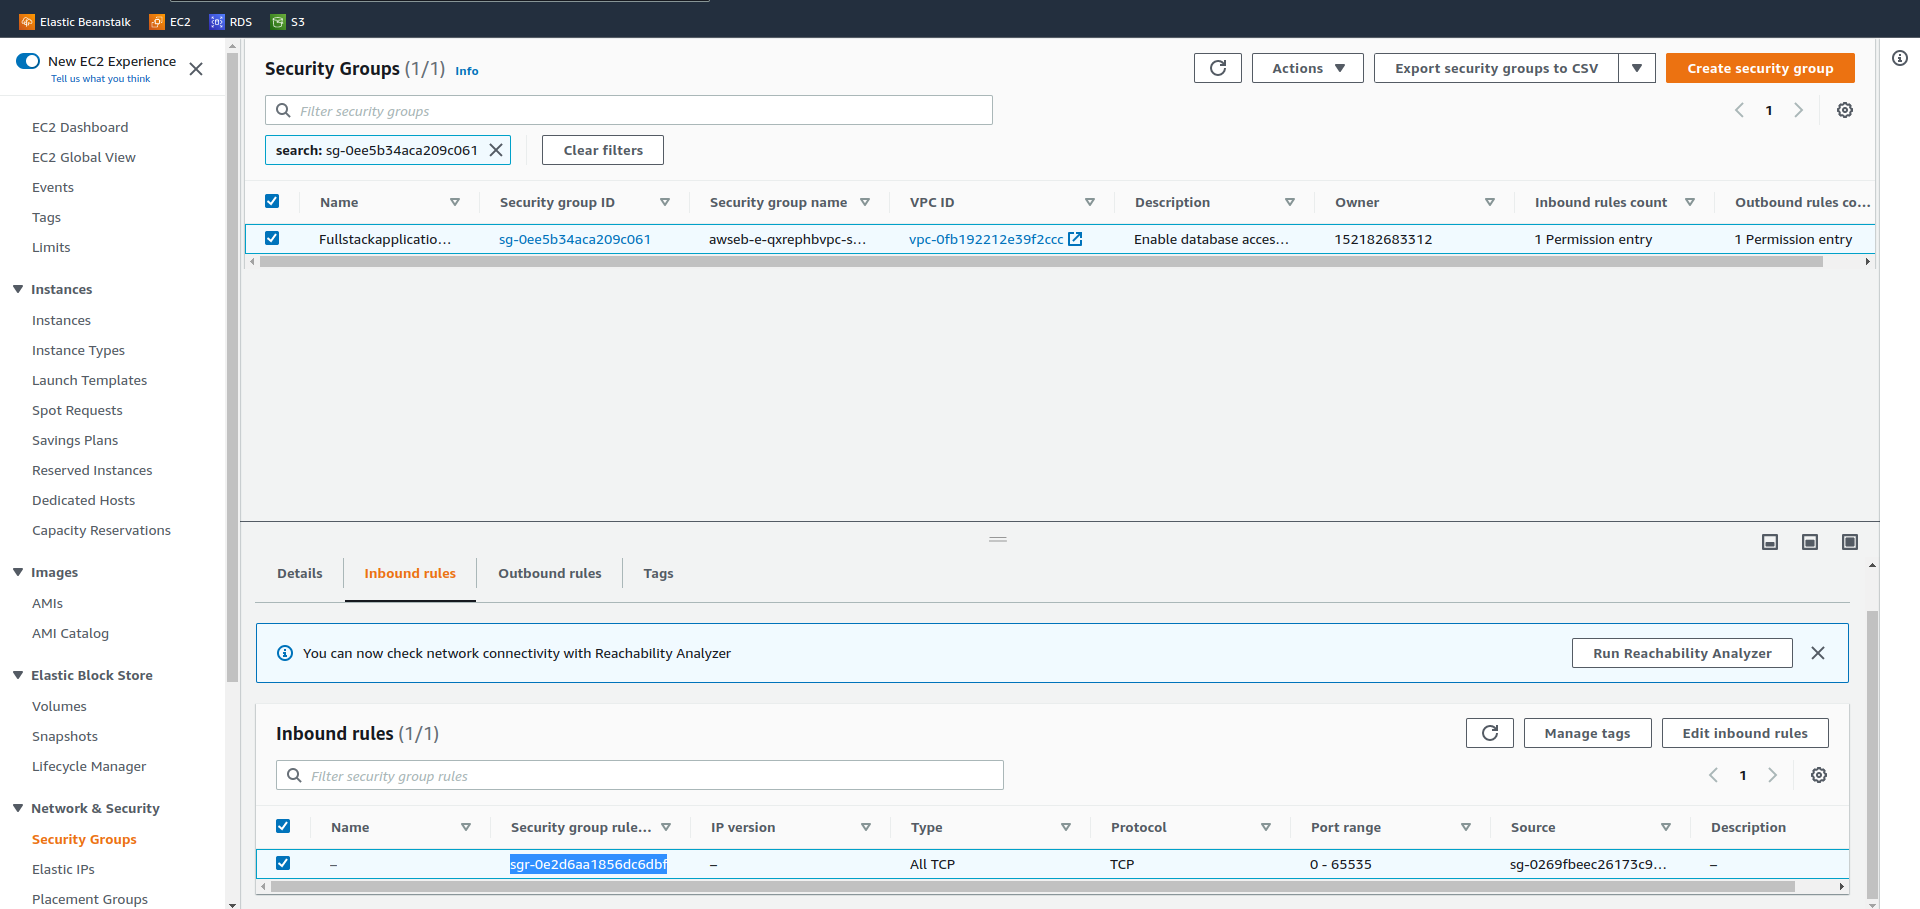 Elastic Beanstalk EC2 RDS S3
New EC2 Experience
Tell us what you think
EC2 Dashboard
EC2 Global View
Events
Tags
Limits
Instances
Instances
Instance Types
Launch Templates
Spot Requests
Savings Plans
Reserved Instances
Dedicated Hosts
Capacity Reservations
Images
AMIs
AMI Catalog
Elastic Block Store
Volumes
Snapshots
Lifecycle Manager
Network & Security
Security Groups
Elastic IPs
Placement Groups
Security Groups (1/1) Info
Actions Export security groups to CSV Create security group
Filter security groups
1
search: sg-0ee5b34aca209c061 Clear filters
Name Security group ID Security group name VPC ID Description Owner Inbound rules count Outbound rules co...
Fullstackapplicatio... sg-0ee5b34aca209c061 awseb-e-qxrephbvpc-s... vpc-0fb192212e39f2ccc Enable database acces... 152182683312 1 Permission entry 1 Permission entry
Details Inbound rules Outbound rules Tags
You can now check network connectivity with Reachability Analyzer Run Reachability Analyzer
Inbound rules (1/1) Manage tags Edit inbound rules
Filter security group rules
1
Name Security group rule... IP version Type Protocol Port range Source Description
– sgr-0e2d6aa1856dc6dbf – All TCP TCP 0 - 65535 sg-0269fbeec26173c9... –